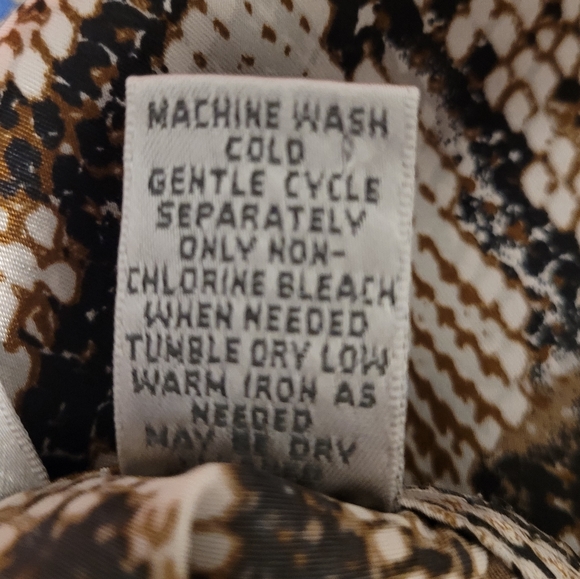 MACHINE WASH
COLD
GENTLE CYCLE
SEPARATELY
ONLY NON-
CHLORINE BLEACH
WHEN NEEDED
TUMBLE DRY LOW
WARM IRON AS
NEEDED
MAY BE DRY